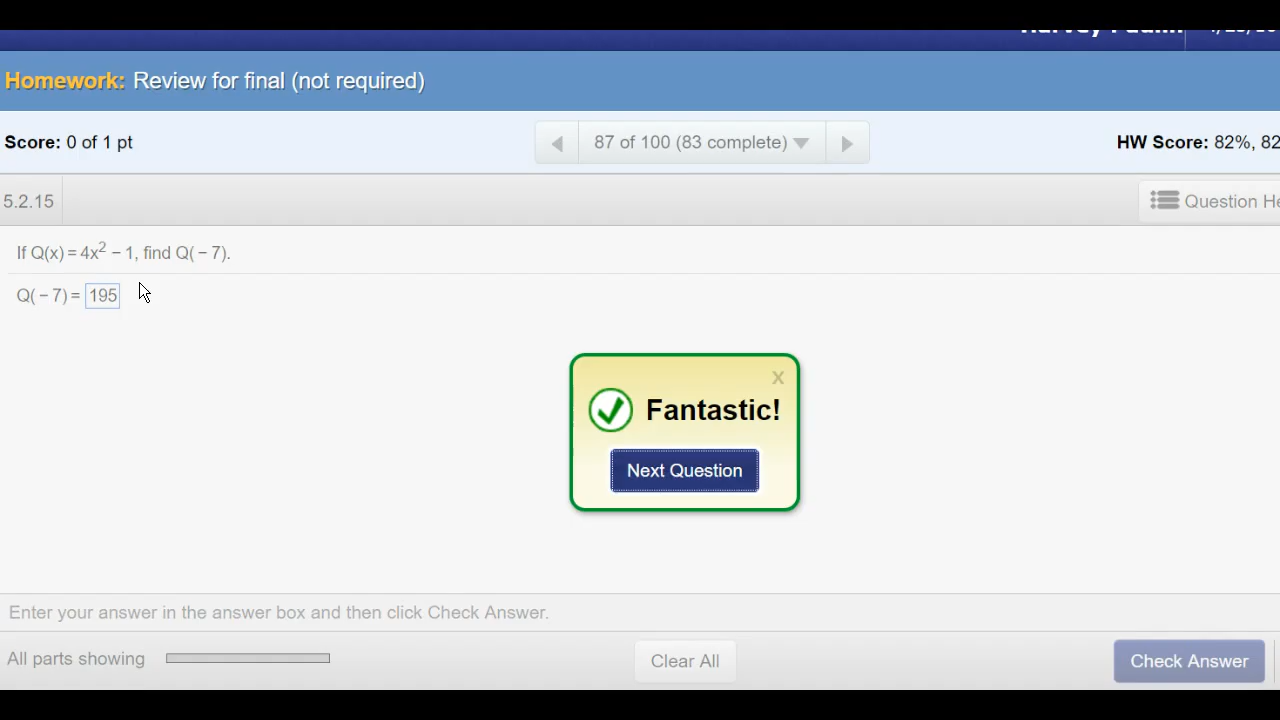 Homework: Review for final (not required)
Score: 0 of 1 pt
87 of 100 (83 complete)
HW Score: 82%, 82
5.2.15
Question He
If Q(x) = 4x² − 1, find Q( − 7).
Q( − 7) = 195
X
Fantastic!
Next Question
Enter your answer in the answer box and then click Check Answer.
All parts showing
Clear All
Check Answer